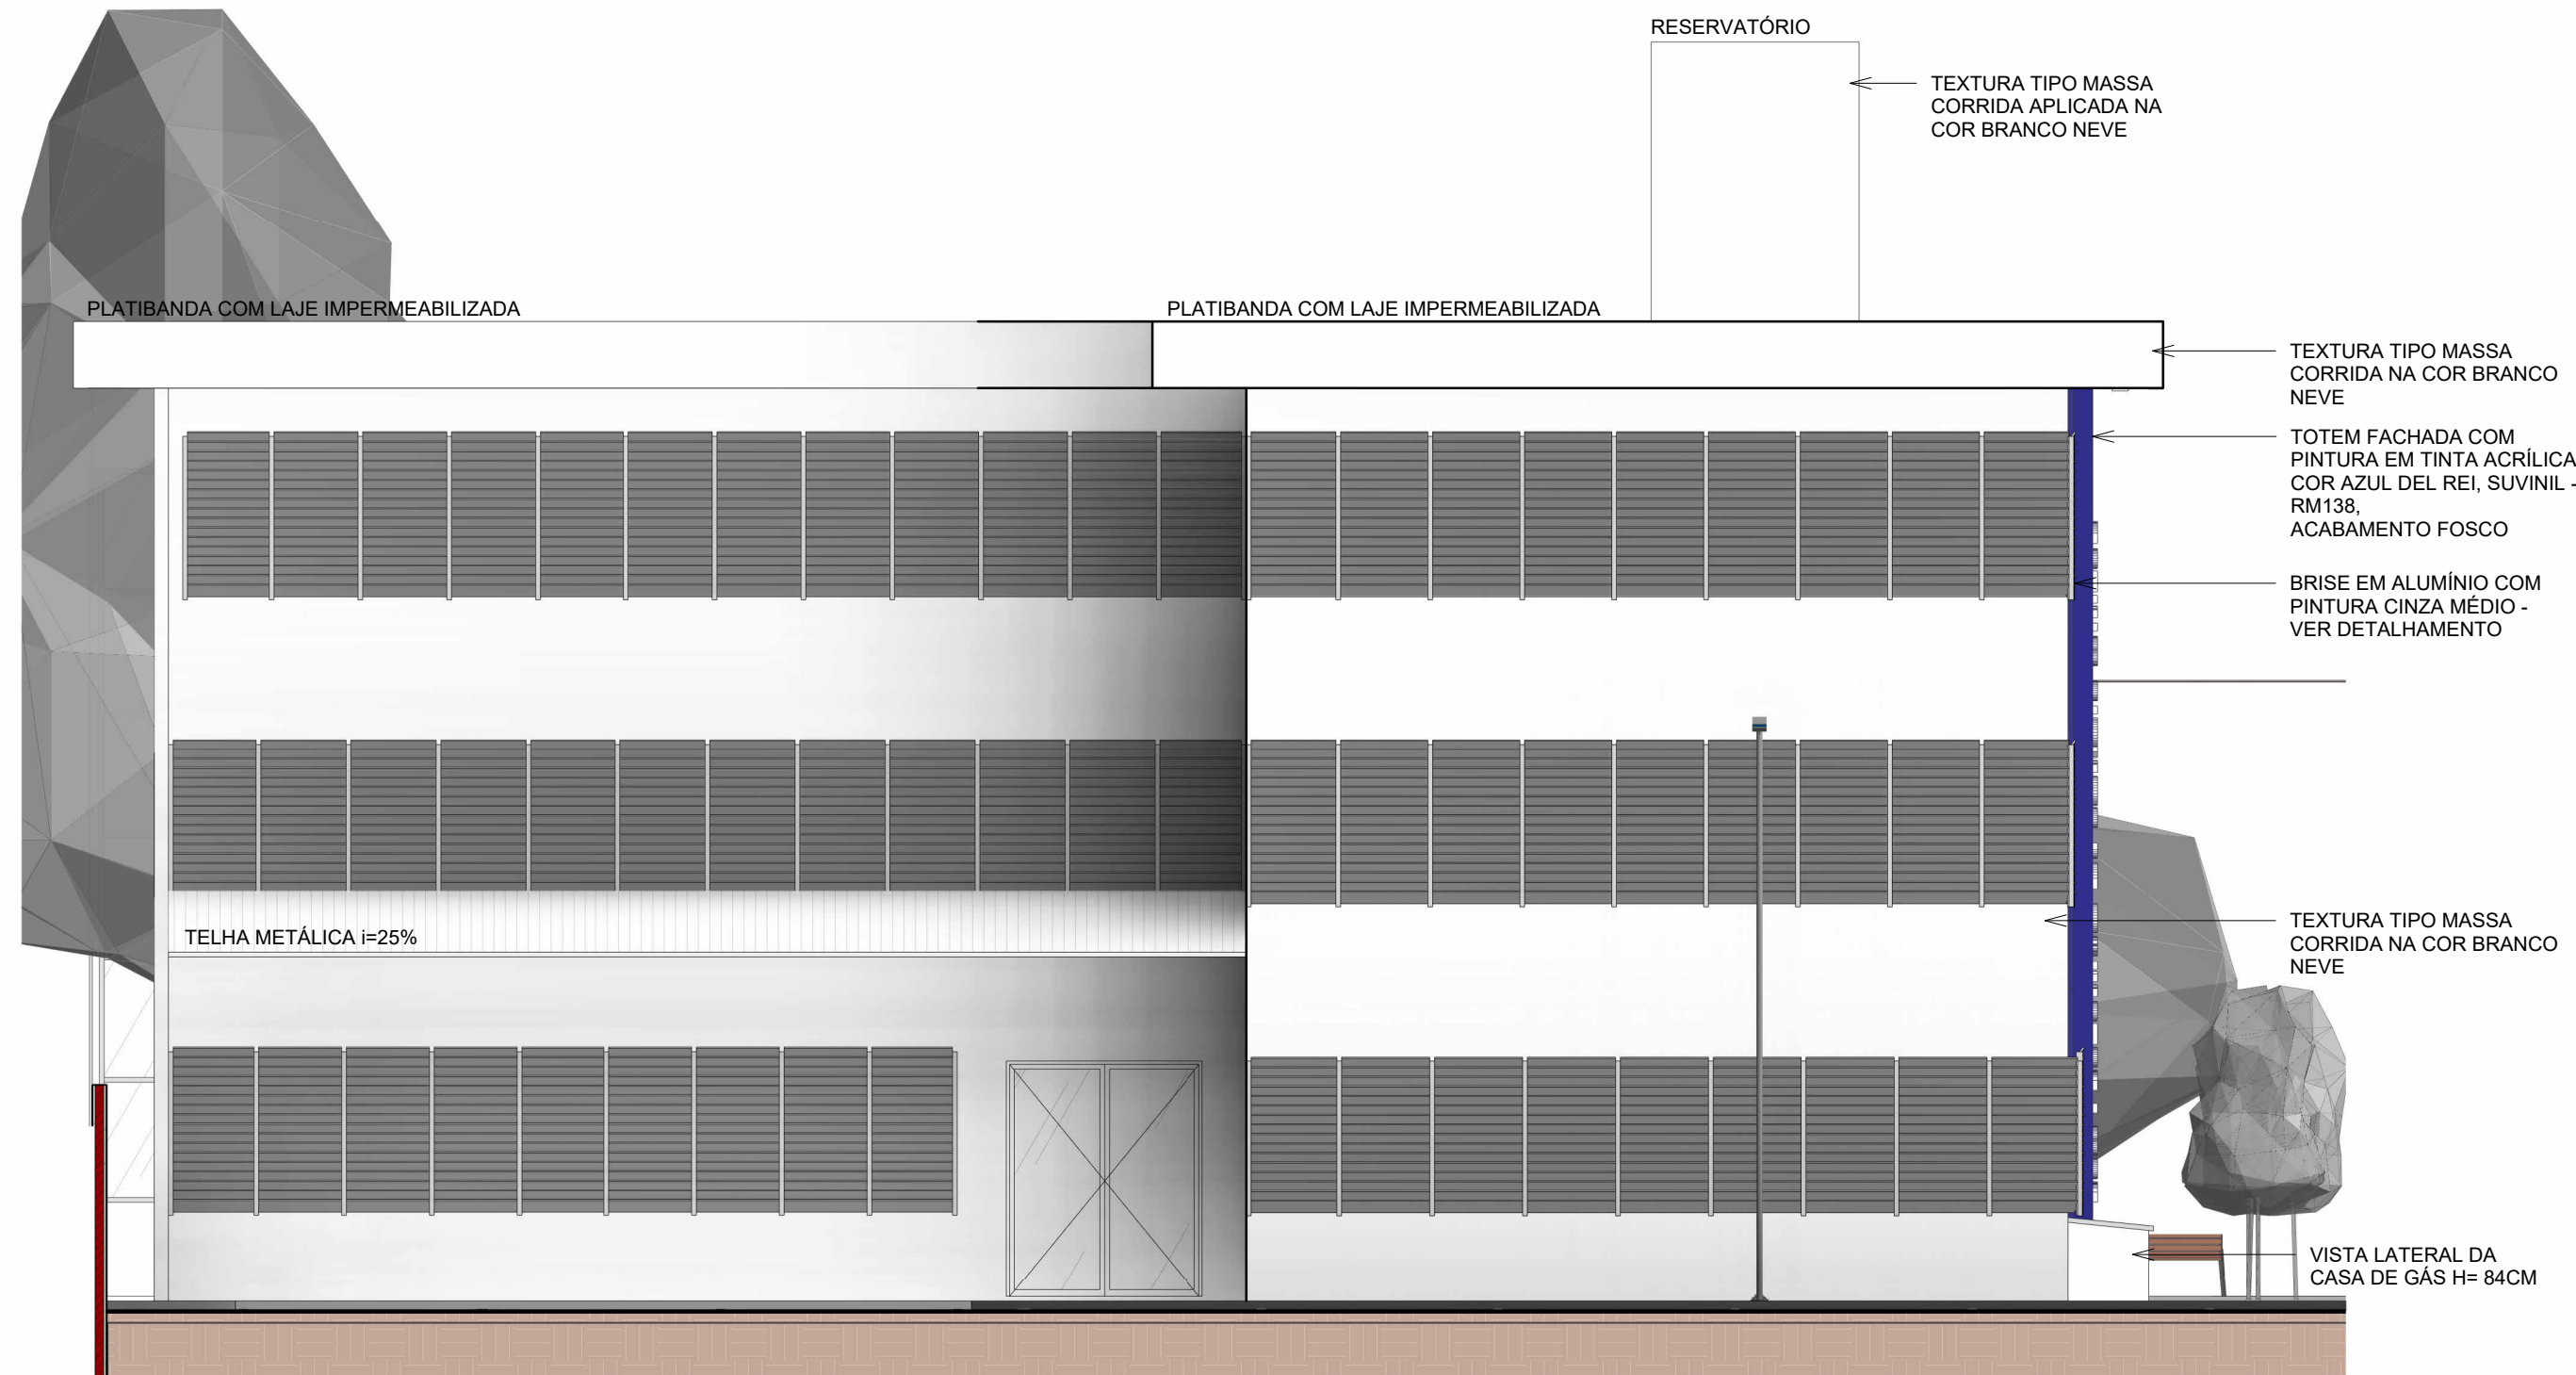 RESERVATÓRIO
TEXTURA TIPO MASSA
CORRIDA APLICADA NA
COR BRANCO NEVE
PLATIBANDA COM LAJE IMPERMEABILIZADA
PLATIBANDA COM LAJE IMPERMEABILIZADA
TEXTURA TIPO MASSA
CORRIDA NA COR BRANCO
NEVE
TOTEM FACHADA COM
PINTURA EM TINTA ACRÍLICA
COR AZUL DEL REI, SUVINIL -
RM138,
ACABAMENTO FOSCO
BRISE EM ALUMÍNIO COM
PINTURA CINZA MÉDIO -
VER DETALHAMENTO
TELHA METÁLICA i=25%
TEXTURA TIPO MASSA
CORRIDA NA COR BRANCO
NEVE
VISTA LATERAL DA
CASA DE GÁS H= 84CM